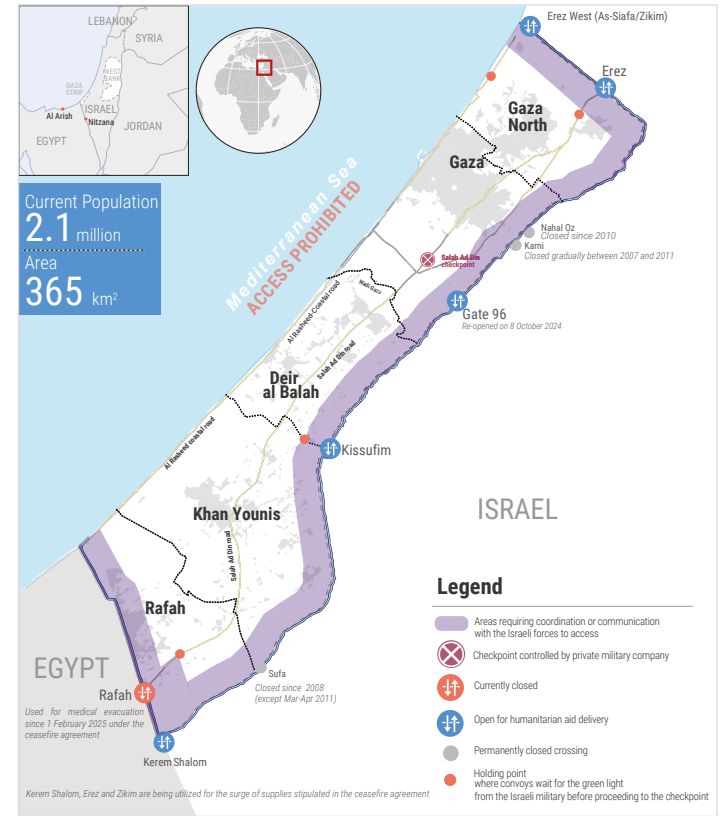 LEBANON
SYRIA
WEST
BANK
GAZA
STRIP
ISRAEL
Al Arish
Nitzana
JORDAN
EGYPT
Current Population
2.1 million
Area
365 km²
Mediterranean Sea
ACCESS PROHIBITED
Erez West (As-Siafa/Zikim)
Erez
Gaza
North
Gaza
Nahal Oz
Closed since 2010
Karni
Closed gradually between 2007 and 2011
Salah Ad Din
checkpoint
Wadi Gaza
Gate 96
Re-opened on 8 October 2024
Al Rasheed-Coastal road
Salah Ad Din road
Deir
al Balah
Al Rasheed coastal road
Kissufim
Khan Younis
ISRAEL
Salah Ad Din road
Rafah
EGYPT
Rafah
Used for medical evacuation
since 1 February 2025 under the
ceasefire agreement
Sufa
Closed since 2008
(except Mar-Apr 2011)
Kerem Shalom
Kerem Shalom, Erez and Zikim are being utilized for the surge of supplies stipulated in the ceasefire agreement
Legend
Areas requiring coordination or communication
with the Israeli forces to access
Checkpoint controlled by private military company
Currently closed
Open for humanitarian aid delivery
Permanently closed crossing
Holding point
where convoys wait for the green light
from the Israeli military before proceeding to the checkpoint